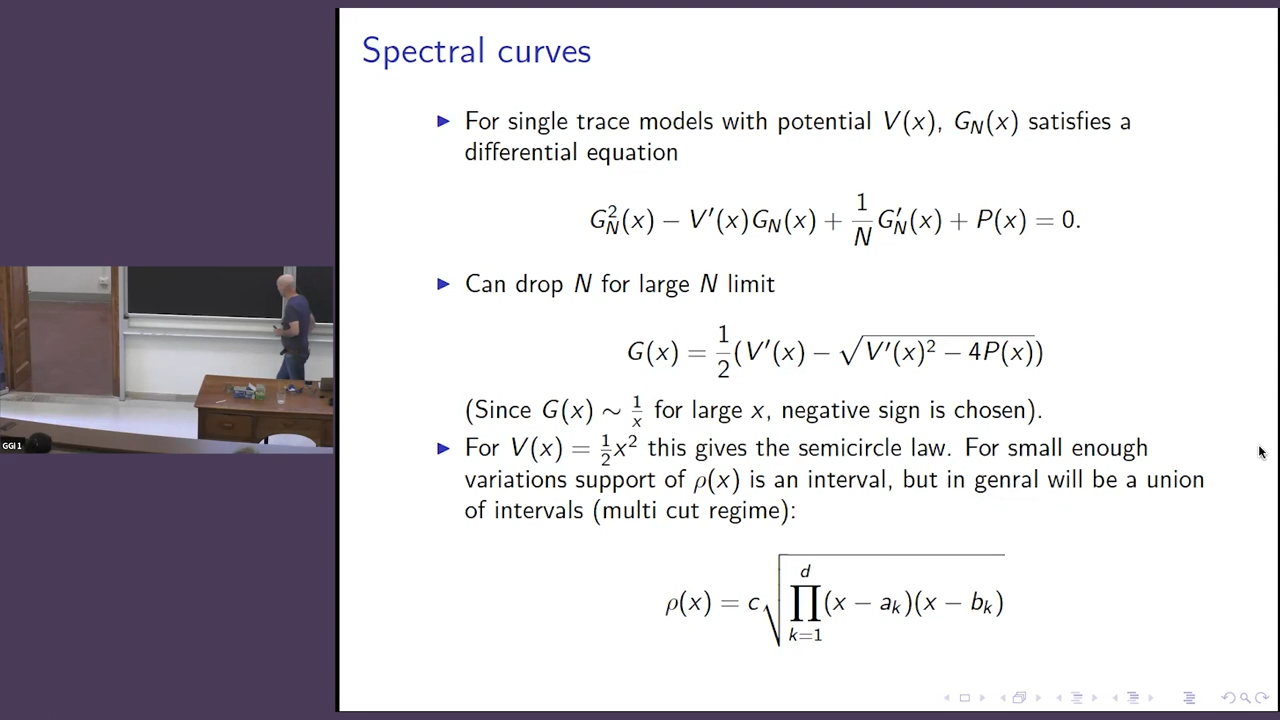 Spectral curves
▶ For single trace models with potential V(x), G_N(x) satisfies a
differential equation
G_N^2(x) − V′(x)G_N(x) + 1/N G′_N(x) + P(x) = 0.
▶ Can drop N for large N limit
G(x) = 1/2(V′(x) − √(V′(x)² − 4P(x)))
(Since G(x) ∼ 1/x for large x, negative sign is chosen).
▶ For V(x) = 1/2x² this gives the semicircle law. For small enough
variations support of ρ(x) is an interval, but in genral will be a union
of intervals (multi cut regime):
ρ(x) = c√(∏_{k=1}^{d}(x − a_k)(x − b_k))
GGI 1